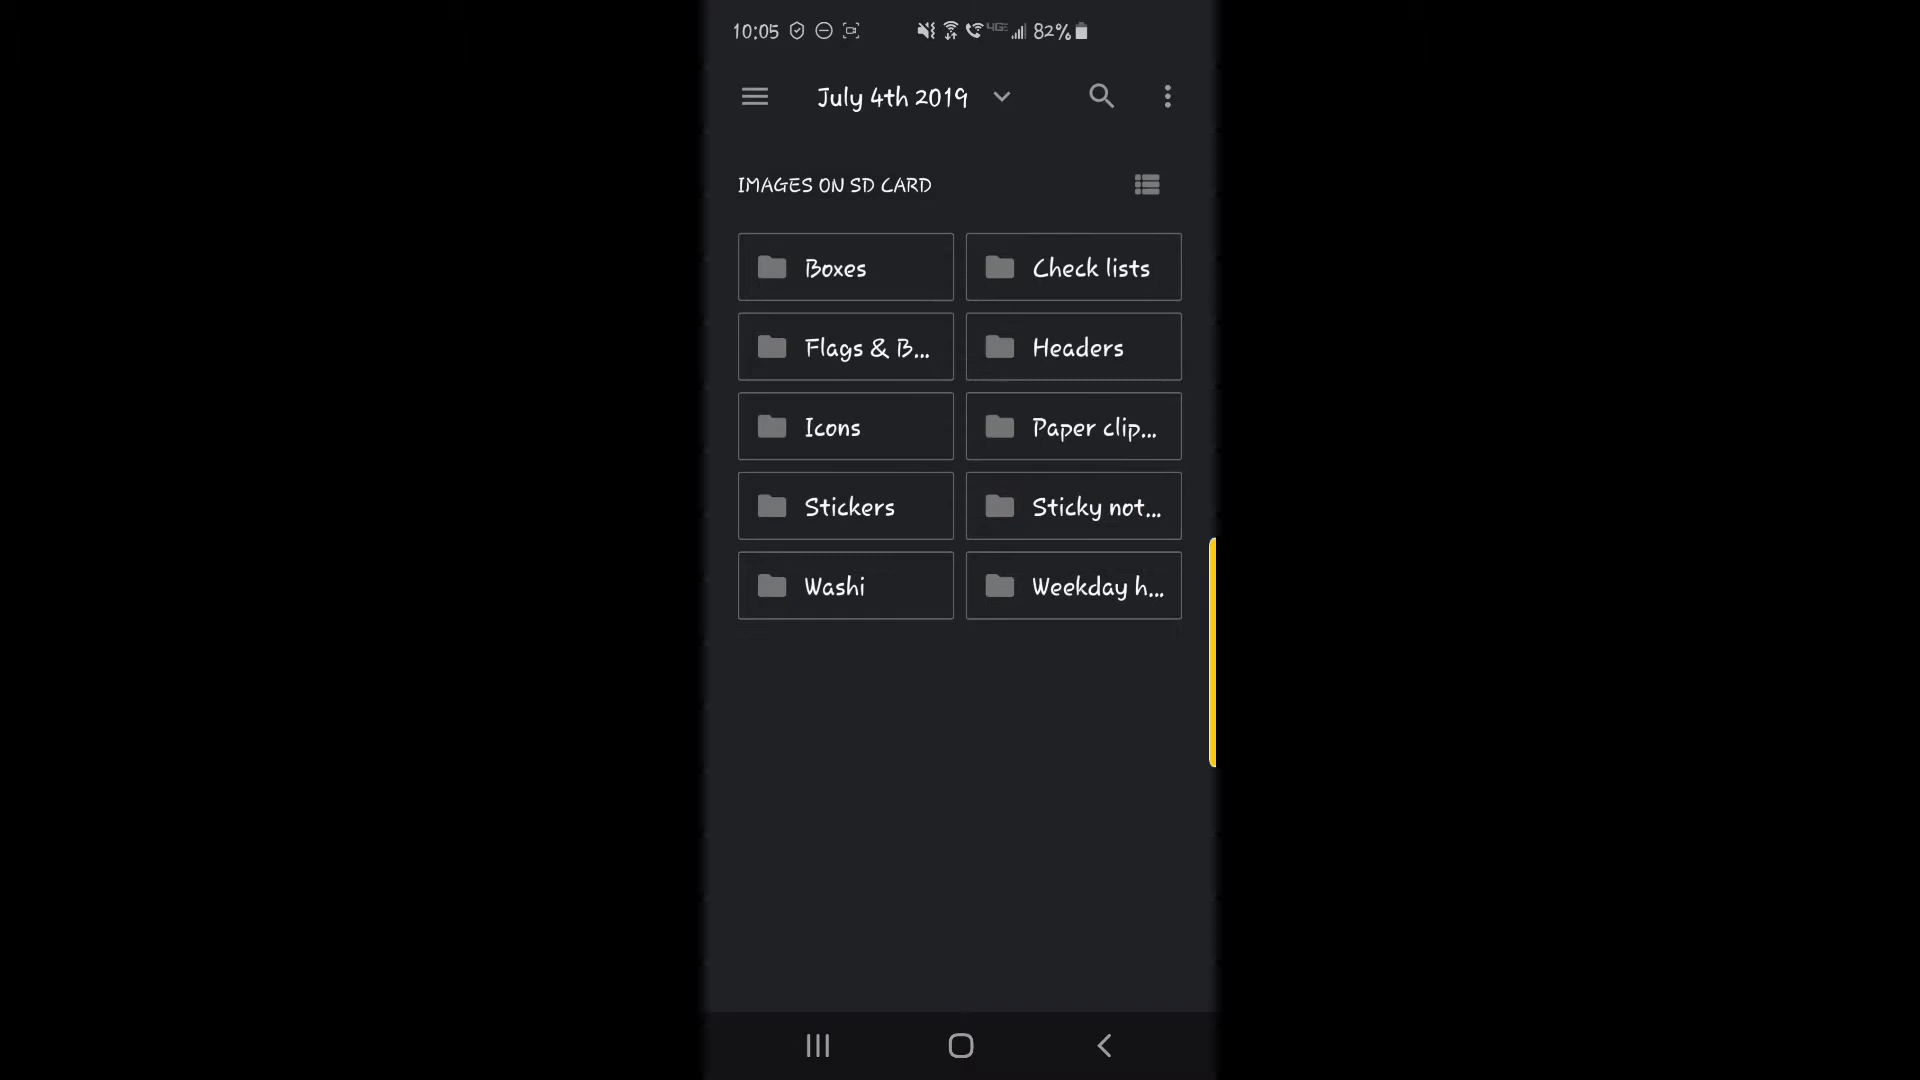 10:05 4GE 82%
July 4th 2019
IMAGES ON SD CARD
Boxes
Check lists
Flags & B...
Headers
Icons
Paper clip...
Stickers
Sticky not...
Washi
Weekday h...